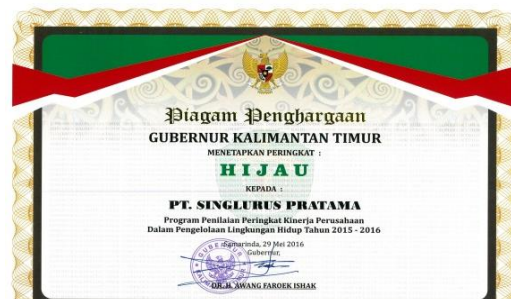 Piagam Penghargaan
GUBERNUR KALIMANTAN TIMUR
MENETAPKAN PERINGKAT :
HIJAU
KEPADA :
PT. SINGLURUS PRATAMA
Program Penilaian Peringkat Kinerja Perusahaan
Dalam Pengelolaan Lingkungan Hidup Tahun 2015 - 2016
Samarinda, 29 Mei 2016
Gubernur,
DR. H. AWANG FAROEK ISHAK